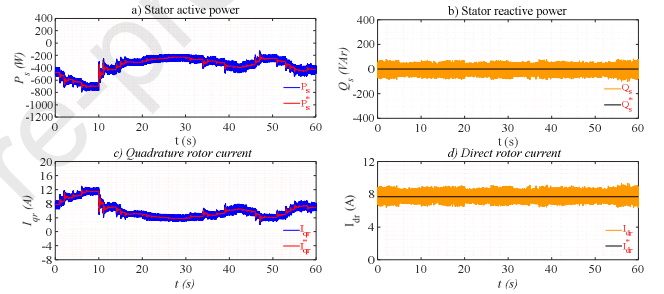 a) Stator active power
400
200
0
-200
-400
-600
-800
-1000
-1200
P_s (W)
P_s
P_s*
0 10 20 30 40 50 60
t (s)
b) Stator reactive power
400
200
0
-200
-400
Q_s (VAr)
Q_s
Q_s*
0 10 20 30 40 50 60
t (s)
c) Quadrature rotor current
20
16
12
8
4
0
-4
-8
I_qr (A)
I_qr
I_qr*
0 10 20 30 40 50 60
t (s)
d) Direct rotor current
12
8
4
0
I_dr (A)
I_dr
I_dr*
0 10 20 30 40 50 60
t (s)
re-pr